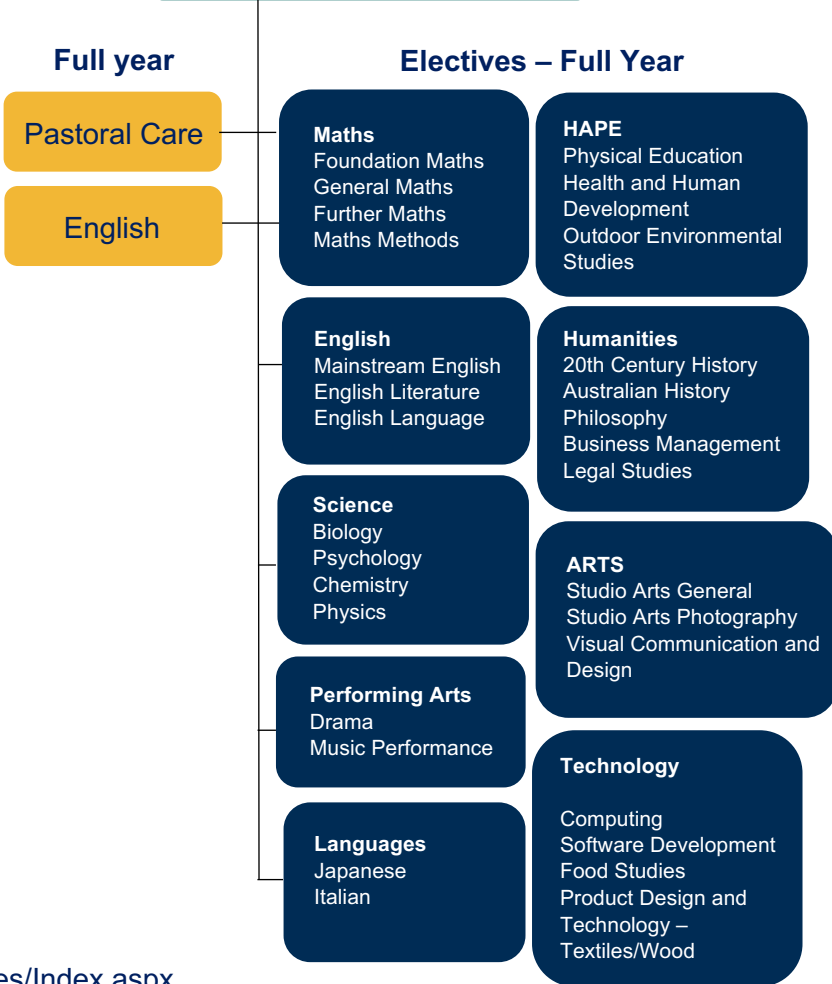 Full year
Pastoral Care
English
Electives – Full Year
Maths
Foundation Maths
General Maths
Further Maths
Maths Methods
HAPE
Physical Education
Health and Human
Development
Outdoor Environmental
Studies
English
Mainstream English
English Literature
English Language
Humanities
20th Century History
Australian History
Philosophy
Business Management
Legal Studies
Science
Biology
Psychology
Chemistry
Physics
ARTS
Studio Arts General
Studio Arts Photography
Visual Communication and
Design
Performing Arts
Drama
Music Performance
Technology
Computing
Software Development
Food Studies
Product Design and
Technology –
Textiles/Wood
Languages
Japanese
Italian
es/Index.aspx